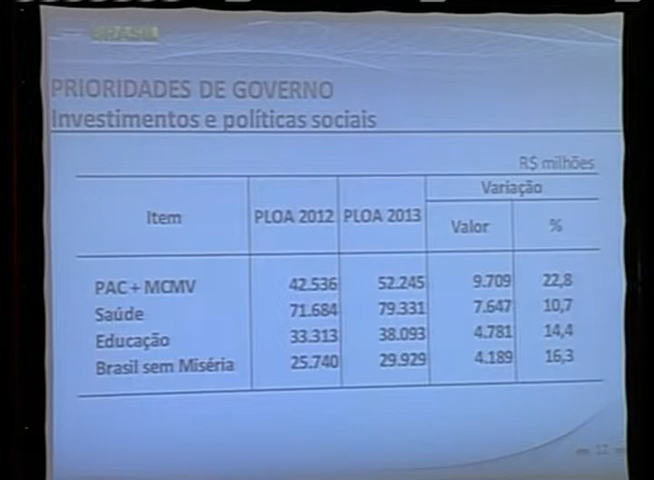 BRASIL
PRIORIDADES DE GOVERNO
Investimentos e políticas sociais
R$ milhões
Item PLOA 2012 PLOA 2013 Variação
Valor %
PAC + MCMV 42.536 52.245 9.709 22,8
Saúde 71.684 79.331 7.647 10,7
Educação 33.313 38.093 4.781 14,4
Brasil sem Miséria 25.740 29.929 4.189 16,3
12